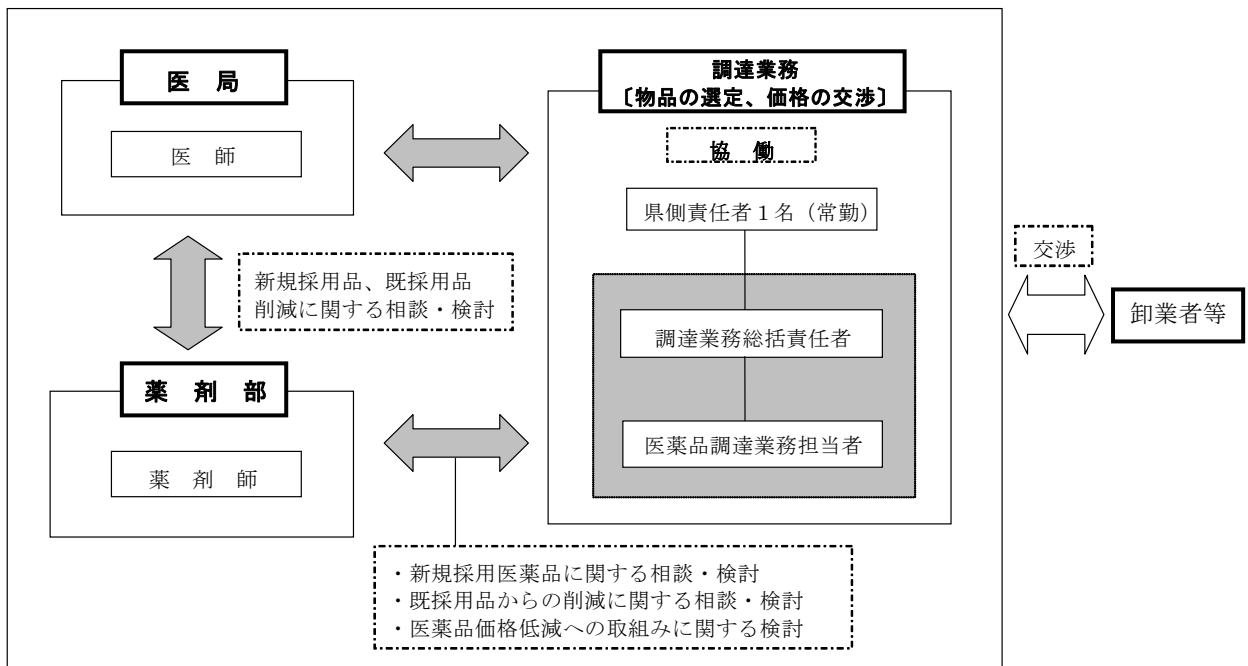 医　局
医　師
新規採用品、既採用品
削減に関する相談・検討
薬　剤　部
薬　剤　師
調達業務
〔物品の選定、価格の交渉〕
協　働
県側責任者１名（常勤）
調達業務総括責任者
医薬品調達業務担当者
・新規採用医薬品に関する相談・検討
・既採用品からの削減に関する相談・検討
・医薬品価格低減への取組みに関する検討
交渉
卸業者等